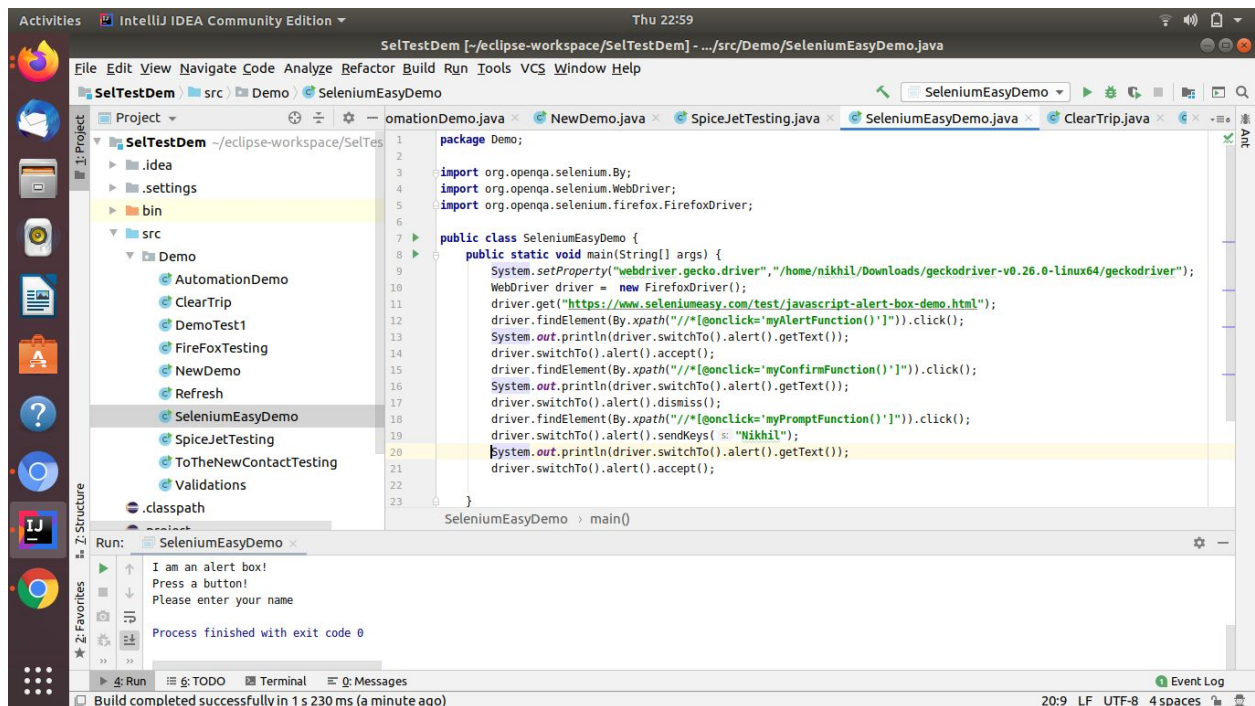 Activities IntelliJ IDEA Community Edition Thu 22:59
SelTestDem [~/eclipse-workspace/SelTestDem] - .../src/Demo/SeleniumEasyDemo.java
File Edit View Navigate Code Analyze Refactor Build Run Tools VCS Window Help
SelTestDem src Demo SeleniumEasyDemo SeleniumEasyDemo
1: Project
Project
omationDemo.java NewDemo.java SpiceJetTesting.java SeleniumEasyDemo.java ClearTrip.java
Ant
SelTestDem ~/eclipse-workspace/SelTes
.idea
.settings
bin
src
Demo
AutomationDemo
ClearTrip
DemoTest1
FireFoxTesting
NewDemo
Refresh
SeleniumEasyDemo
SpiceJetTesting
ToTheNewContactTesting
Validations
.classpath
1 package Demo;
2
3 import org.openqa.selenium.By;
4 import org.openqa.selenium.WebDriver;
5 import org.openqa.selenium.firefox.FirefoxDriver;
6
7 public class SeleniumEasyDemo {
8 public static void main(String[] args) {
9 System.setProperty("webdriver.gecko.driver","/home/nikhil/Downloads/geckodriver-v0.26.0-linux64/geckodriver");
10 WebDriver driver = new FirefoxDriver();
11 driver.get("https://www.seleniumeasy.com/test/javascript-alert-box-demo.html");
12 driver.findElement(By.xpath("//*[@onclick='myAlertFunction()']")).click();
13 System.out.println(driver.switchTo().alert().getText());
14 driver.switchTo().alert().accept();
15 driver.findElement(By.xpath("//*[@onclick='myConfirmFunction()']")).click();
16 System.out.println(driver.switchTo().alert().getText());
17 driver.switchTo().alert().dismiss();
18 driver.findElement(By.xpath("//*[@onclick='myPromptFunction()']")).click();
19 driver.switchTo().alert().sendKeys( s: "Nikhil");
20 System.out.println(driver.switchTo().alert().getText());
21 driver.switchTo().alert().accept();
22
23 }
SeleniumEasyDemo › main()
Z: Structure
2: Favorites
Run: SeleniumEasyDemo
I am an alert box!
Press a button!
Please enter your name
Process finished with exit code 0
4: Run 6: TODO Terminal 0: Messages 1 Event Log
Build completed successfully in 1 s 230 ms (a minute ago) 20:9 LF UTF-8 4 spaces